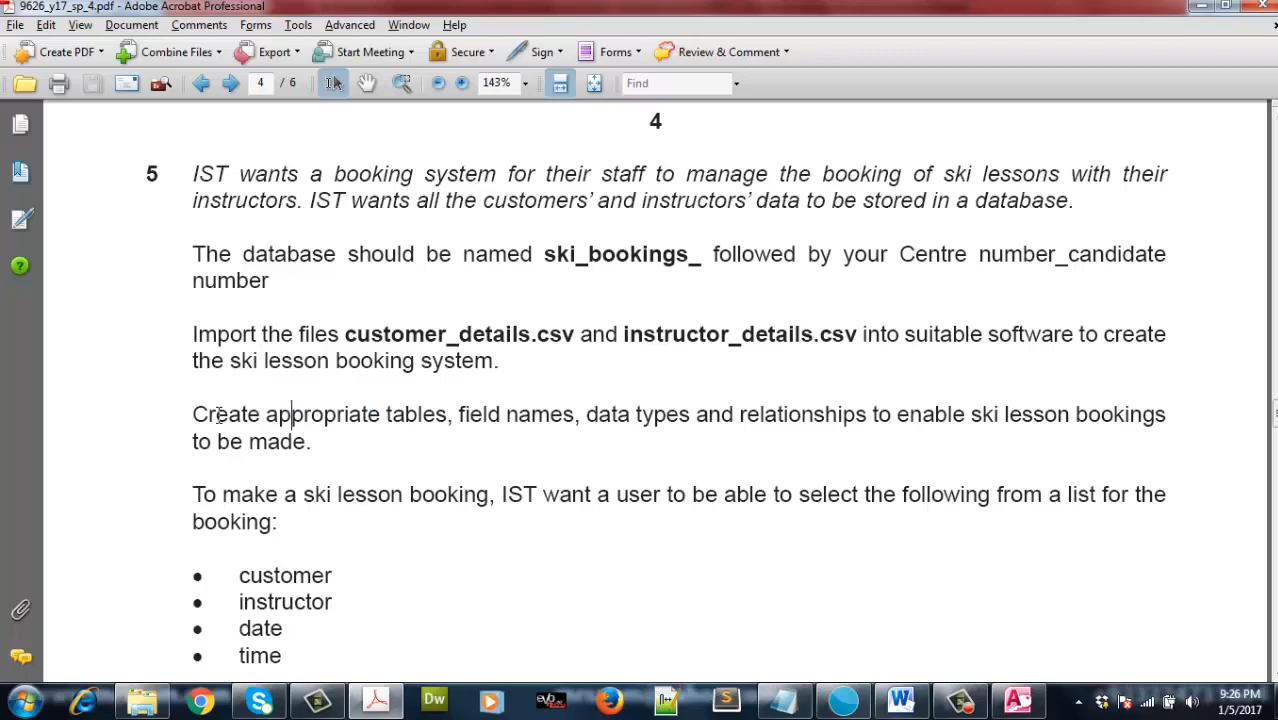 9626_y17_sp_4.pdf - Adobe Acrobat Professional
File Edit View Document Comments Forms Tools Advanced Window Help
Create PDF Combine Files Export Start Meeting Secure Sign Forms Review & Comment
4 / 6 143% Find
4
5 IST wants a booking system for their staff to manage the booking of ski lessons with their
instructors. IST wants all the customers' and instructors' data to be stored in a database.
The database should be named ski_bookings_ followed by your Centre number_candidate
number
Import the files customer_details.csv and instructor_details.csv into suitable software to create
the ski lesson booking system.
Create appropriate tables, field names, data types and relationships to enable ski lesson bookings
to be made.
To make a ski lesson booking, IST want a user to be able to select the following from a list for the
booking:
• customer
• instructor
• date
• time
Dw S W A
9:26 PM
1/5/2017